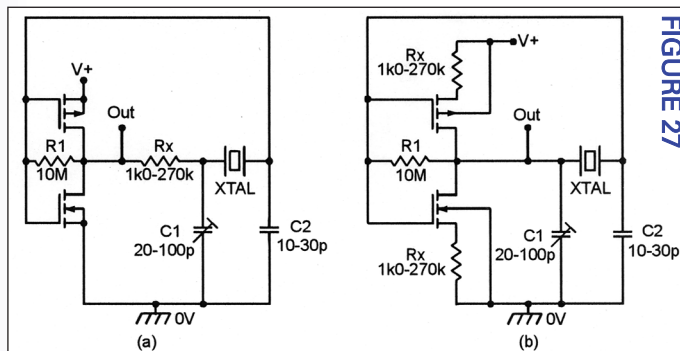 V+
Out
R1
10M
Rx
1k0-270k
XTAL
C1
20-100p
C2
10-30p
0V
(a)
Rx
1k0-270k
V+
Out
R1
10M
XTAL
C1
20-100p
C2
10-30p
Rx
1k0-270k
0V
(b)
FIGURE 27